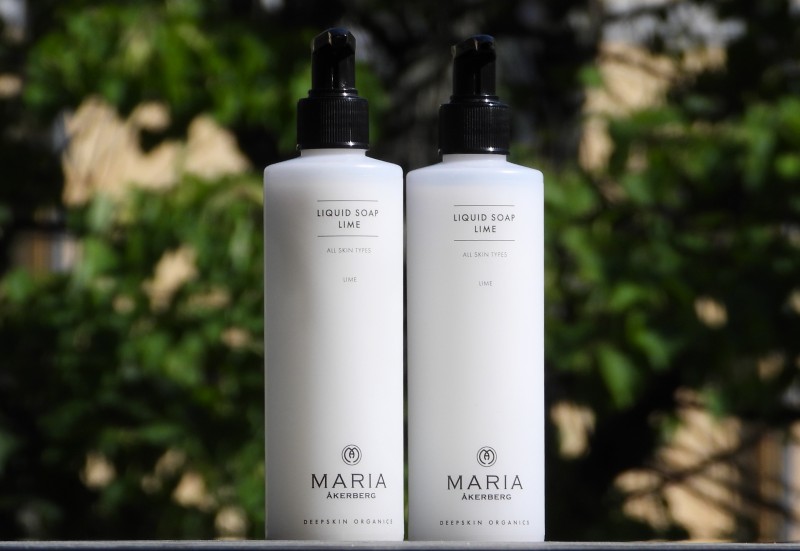 LIQUID SOAP
LIME
ALL SKIN TYPES
LIME
MARIA
ÅKERBERG
DEEPSKIN ORGANICS
LIQUID SOAP
LIME
ALL SKIN TYPES
LIME
MARIA
ÅKERBERG
DEEPSKIN ORGANICS